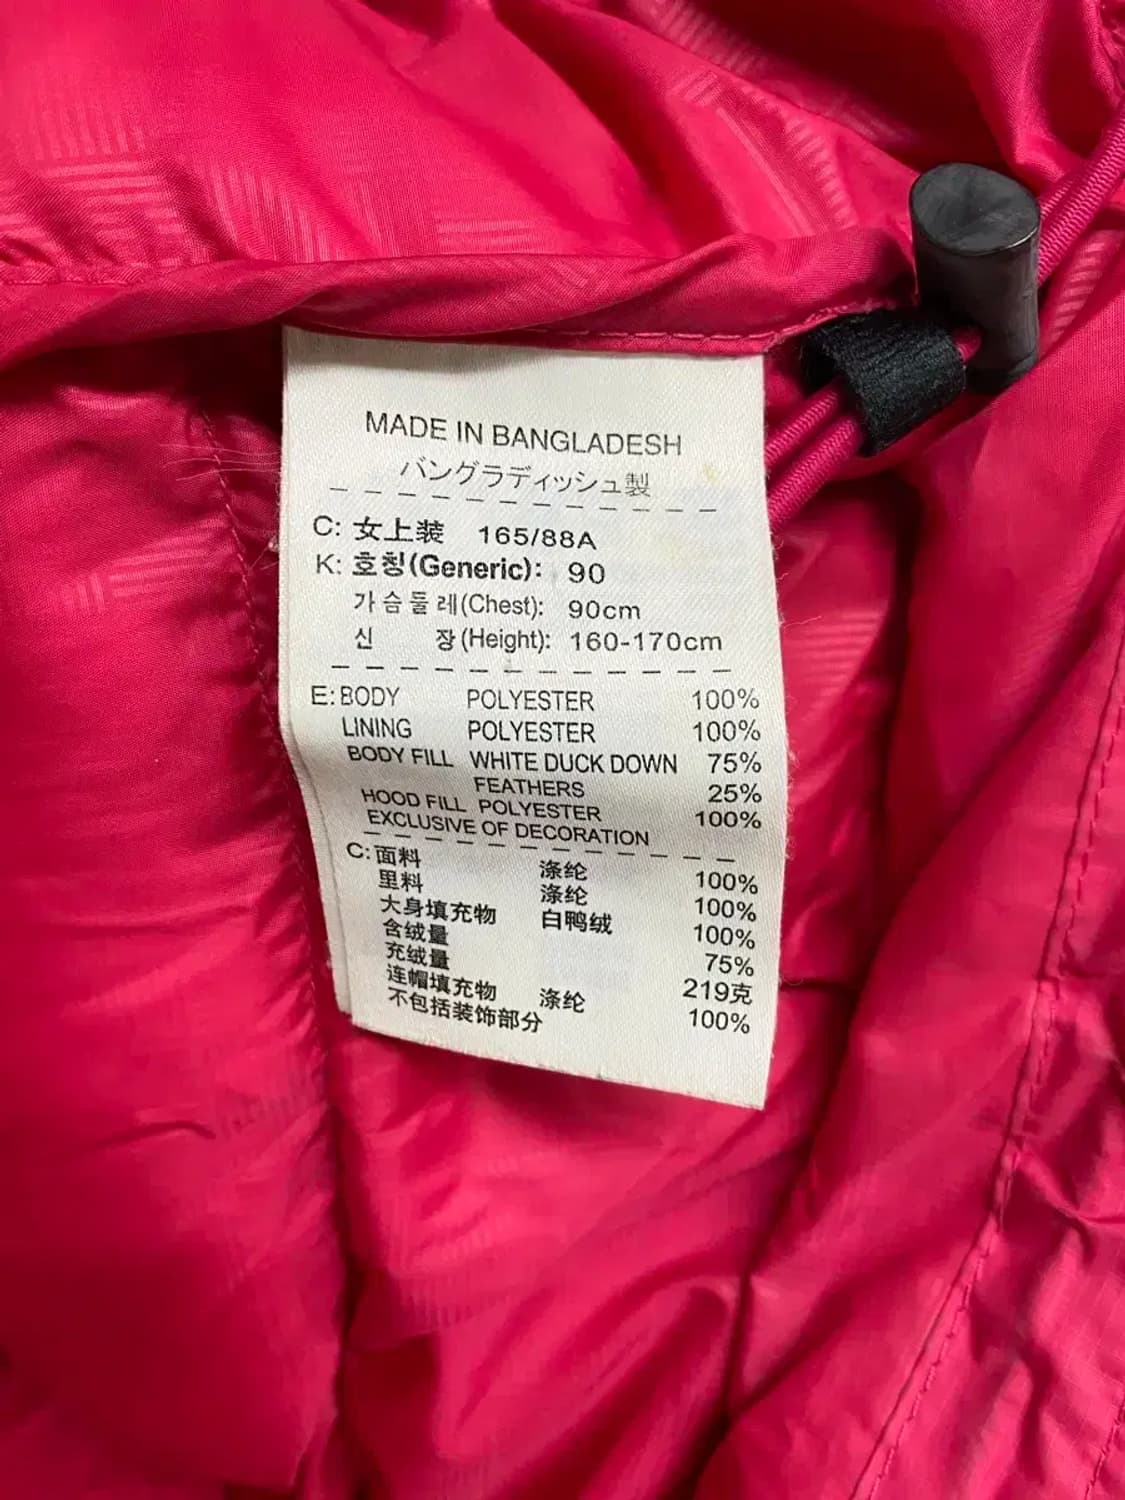 MADE IN BANGLADESH
バングラディッシュ製
C: 女上装 165/88A
K: 호칭(Generic): 90
가슴둘레(Chest): 90cm
신 장(Height): 160-170cm
E: BODY POLYESTER 100%
LINING POLYESTER 100%
BODY FILL WHITE DUCK DOWN 75%
FEATHERS 25%
HOOD FILL POLYESTER 100%
EXCLUSIVE OF DECORATION
C: 面料 涤纶 100%
里料 涤纶 100%
大身填充物 白鸭绒 100%
含绒量 75%
充绒量 219克
连帽填充物 涤纶 100%
不包括装饰部分